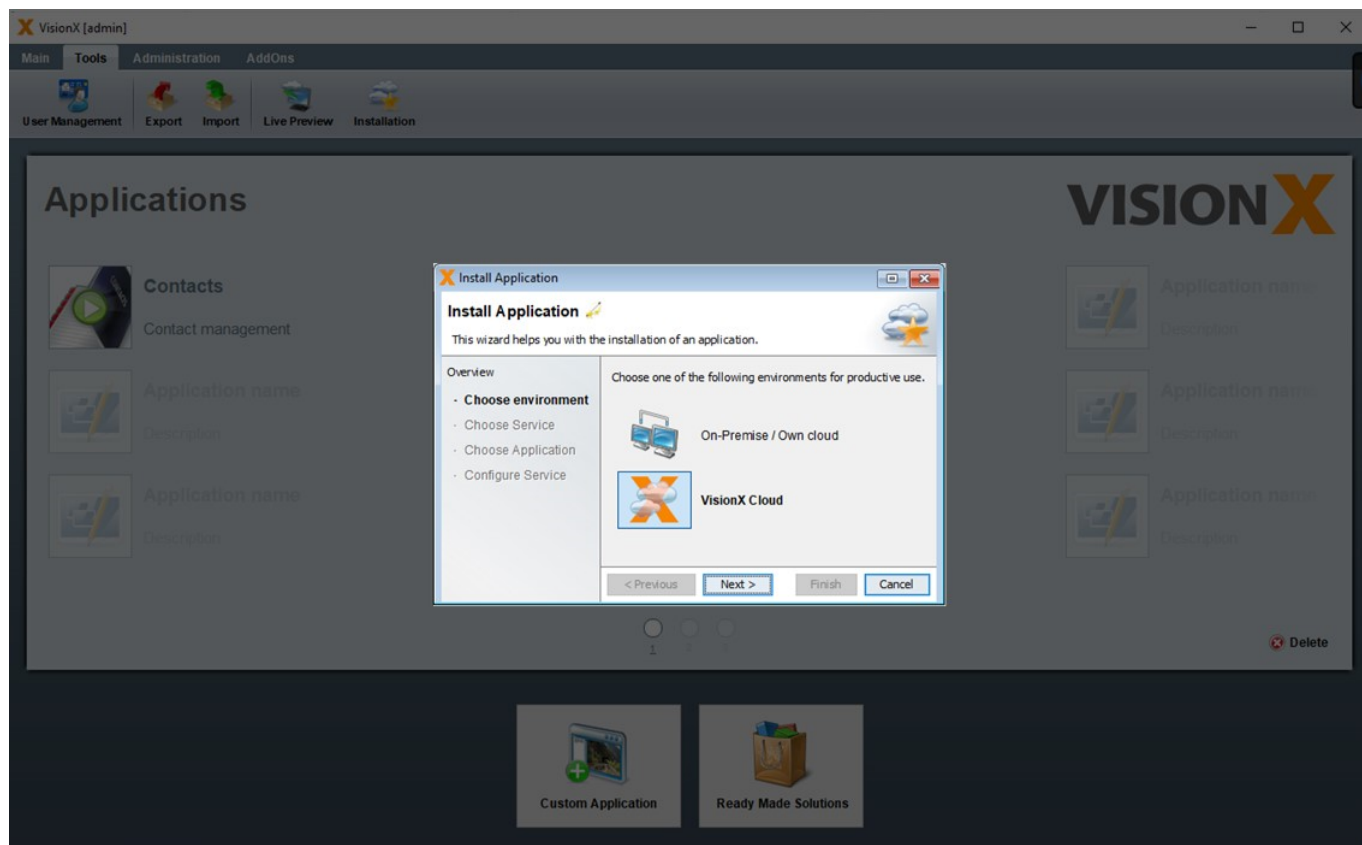 VisionX [admin]
Main Tools Administration AddOns
User Management Export Import Live Preview Installation
Applications
VISIONX
Contacts
Contact management
Application name
Description
Application name
Description
Application name
Description
Application name
Description
Application name
Description
Install Application
Install Application
This wizard helps you with the installation of an application.
Overview
· Choose environment
· Choose Service
· Choose Application
· Configure Service
Choose one of the following environments for productive use.
On-Premise / Own cloud
VisionX Cloud
< Previous Next > Finish Cancel
1 2 3
Delete
Custom Application
Ready Made Solutions